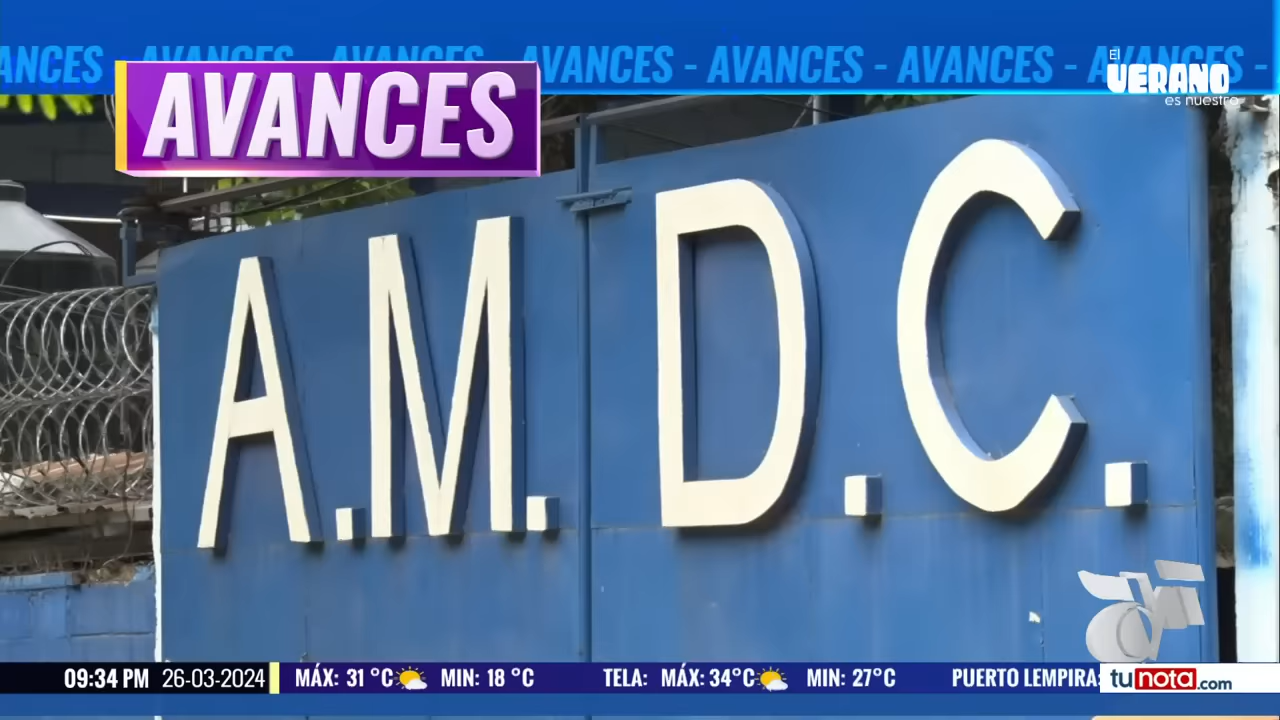 ANCES - AVANCES - AVANCES - AVANCES - AVANCES - AVANCES - AVANCES -
El
VERANO
es nuestro
AVANCES
A.M.D.C.
09:34 PM 26-03-2024 MÁX: 31 °C MIN: 18 °C TELA: MÁX: 34°C MIN: 27°C PUERTO LEMPIRA:
tunota.com